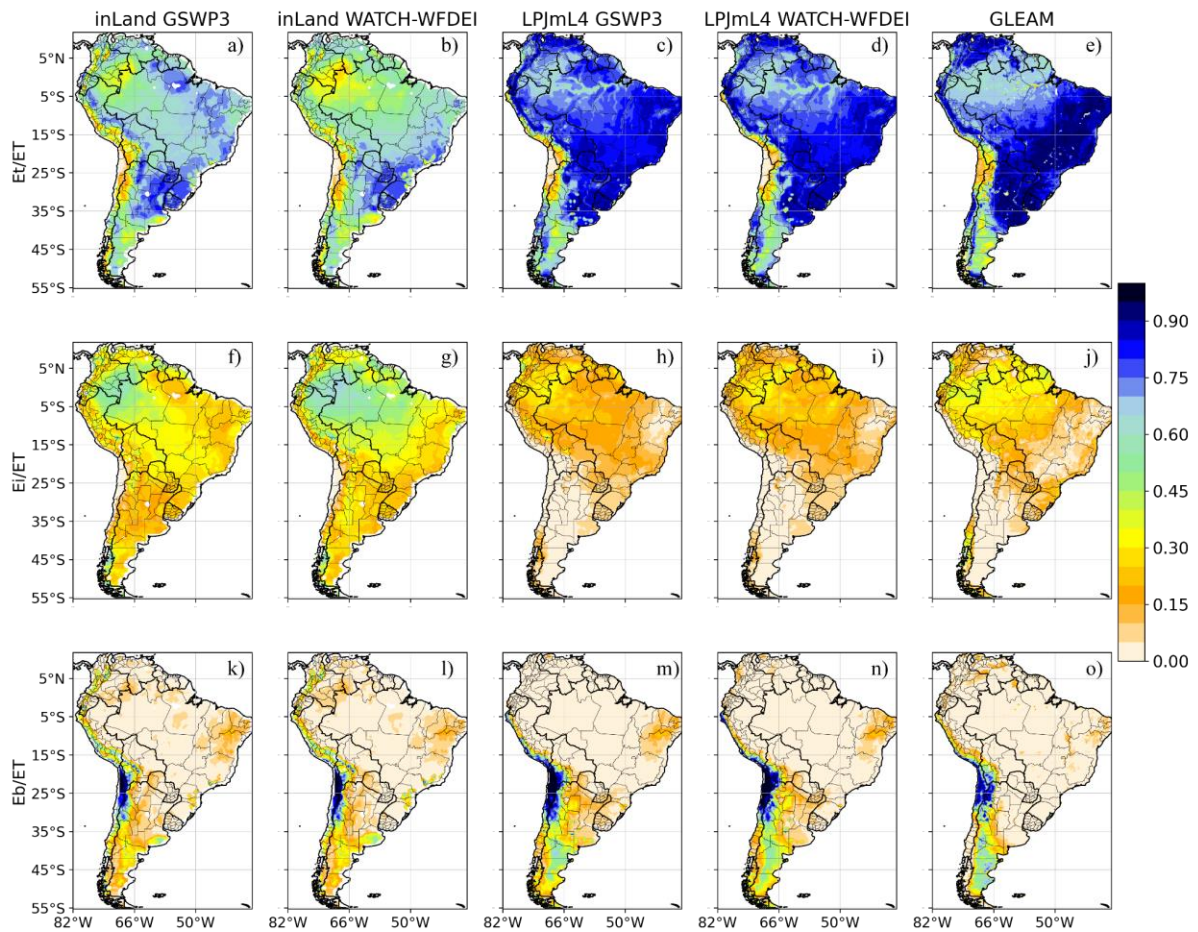 inLand GSWP3 inLand WATCH-WFDEI LPJmL4 GSWP3 LPJmL4 WATCH-WFDEI GLEAM
a) b) c) d) e)
5°N
5°S
15°S
25°S
35°S
45°S
55°S
Et/ET
f) g) h) i) j)
5°N
5°S
15°S
25°S
35°S
45°S
55°S
Ei/ET
k) l) m) n) o)
5°N
5°S
15°S
25°S
35°S
45°S
55°S
Eb/ET
82°W 66°W 50°W 82°W 66°W 50°W 82°W 66°W 50°W 82°W 66°W 50°W 82°W 66°W 50°W
0.90
0.75
0.60
0.45
0.30
0.15
0.00